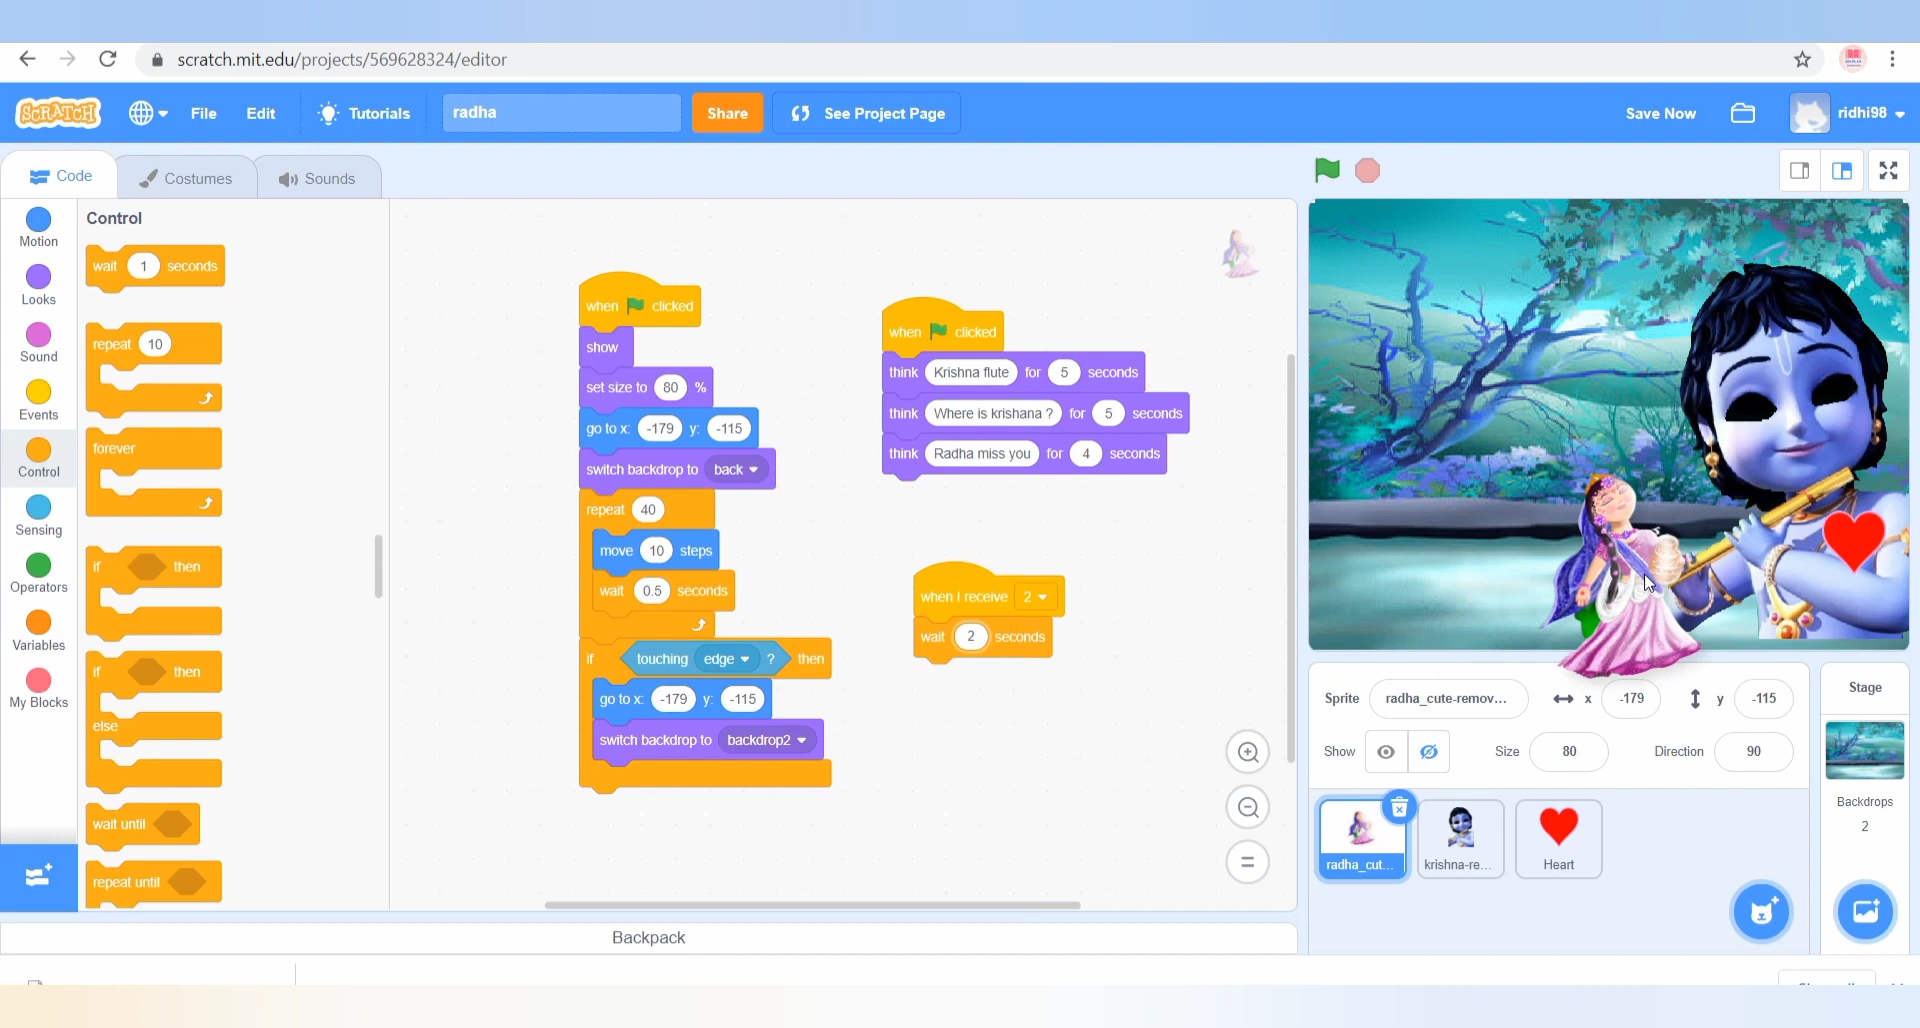 scratch.mit.edu/projects/569628324/editor
SCRATCH File Edit Tutorials radha Share See Project Page Save Now ridhi98
Code Costumes Sounds
Motion
Looks
Sound
Events
Control
Sensing
Operators
Variables
My Blocks
Control
wait 1 seconds
repeat 10
forever
if then
if then
else
wait until
repeat until
when clicked
show
set size to 80 %
go to x: -179 y: -115
switch backdrop to back
repeat 40
move 10 steps
wait 0.5 seconds
if touching edge ? then
go to x: -179 y: -115
switch backdrop to backdrop2
when clicked
think Krishna flute for 5 seconds
think Where is krishana ? for 5 seconds
think Radha miss you for 4 seconds
when I receive 2
wait 2 seconds
Sprite radha_cute-remov... x -179 y -115
Show Size 80 Direction 90
radha_cut... krishna-re... Heart
Stage
Backdrops
2
Backpack